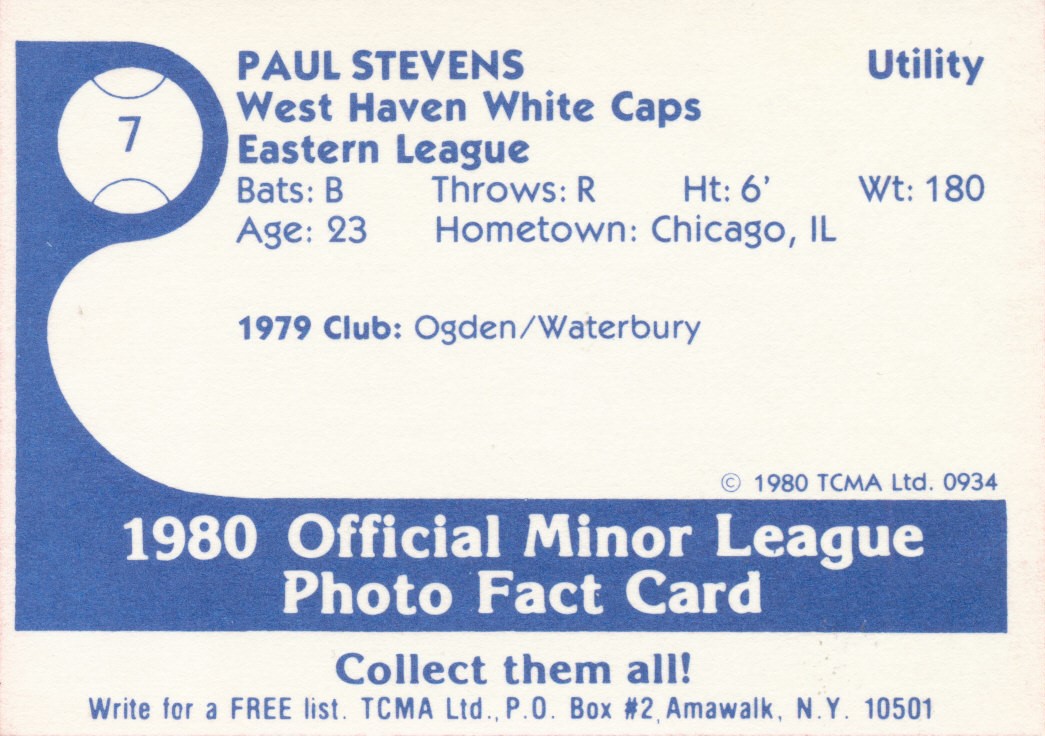 7
PAUL STEVENS Utility
West Haven White Caps
Eastern League
Bats: B Throws: R Ht: 6' Wt: 180
Age: 23 Hometown: Chicago, IL
1979 Club: Ogden/Waterbury
© 1980 TCMA Ltd. 0934
1980 Official Minor League
Photo Fact Card
Collect them all!
Write for a FREE list. TCMA Ltd., P.O. Box #2, Amawalk, N.Y. 10501